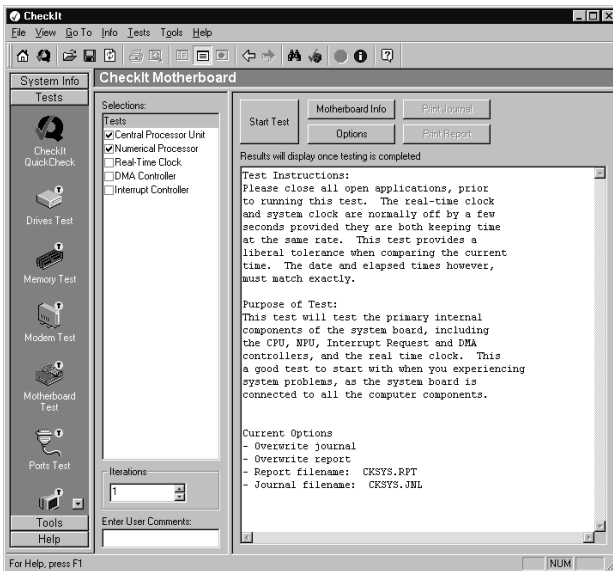 CheckIt
File View Go To Info Tests Tools Help
System Info
Tests
CheckIt
QuickCheck
Drives Test
Memory Test
Modem Test
Motherboard
Test
Ports Test
Tools
Help
CheckIt Motherboard
Selections:
Tests
Central Processor Unit
Numerical Processor
Real-Time Clock
DMA Controller
Interrupt Controller
Iterations
1
Enter User Comments:
Start Test
Motherboard Info
Print Journal
Options
Print Report
Results will display once testing is completed
Test Instructions:
Please close all open applications, prior
to running this test. The real-time clock
and system clock are normally off by a few
seconds provided they are both keeping time
at the same rate. This test provides a
liberal tolerance when comparing the current
time. The date and elapsed times however,
must match exactly.
Purpose of Test:
This test will test the primary internal
components of the system board, including
the CPU, NPU, Interrupt Request and DMA
controllers, and the real time clock. This
a good test to start with when you experiencing
system problems, as the system board is
connected to all the computer components.
Current Options
- Overwrite journal
- Overwrite report
- Report filename: CKSYS.RPT
- Journal filename: CKSYS.JNL
For Help, press F1
NUM